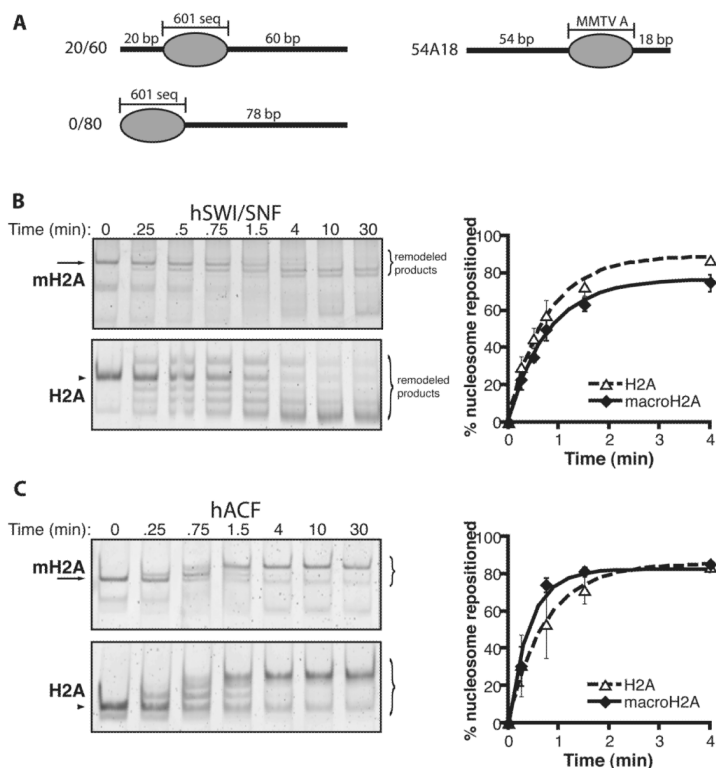 A
601 seq
20 bp
60 bp
20/60
MMTV A
54 bp
18 bp
54A18
601 seq
78 bp
0/80
B
hSWI/SNF
Time (min): 0 .25 .5 .75 1.5 4 10 30
mH2A
remodeled
products
H2A
remodeled
products
% nucleosome repositioned
100
80
60
40
20
0
H2A
macroH2A
0 1 2 3 4
Time (min)
C
hACF
Time (min): 0 .25 .75 1.5 4 10 30
mH2A
H2A
% nucleosome repositioned
100
80
60
40
20
0
H2A
macroH2A
0 1 2 3 4
Time (min)